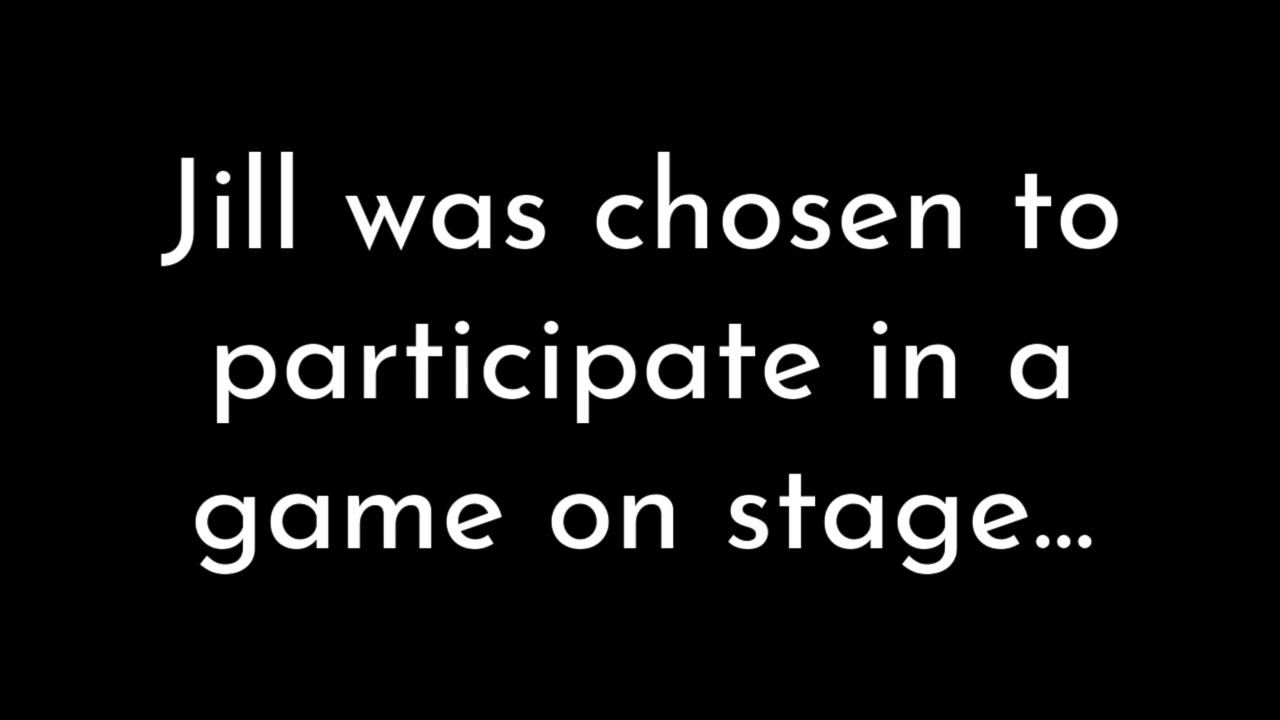 Jill was chosen to
participate in a
game on stage...